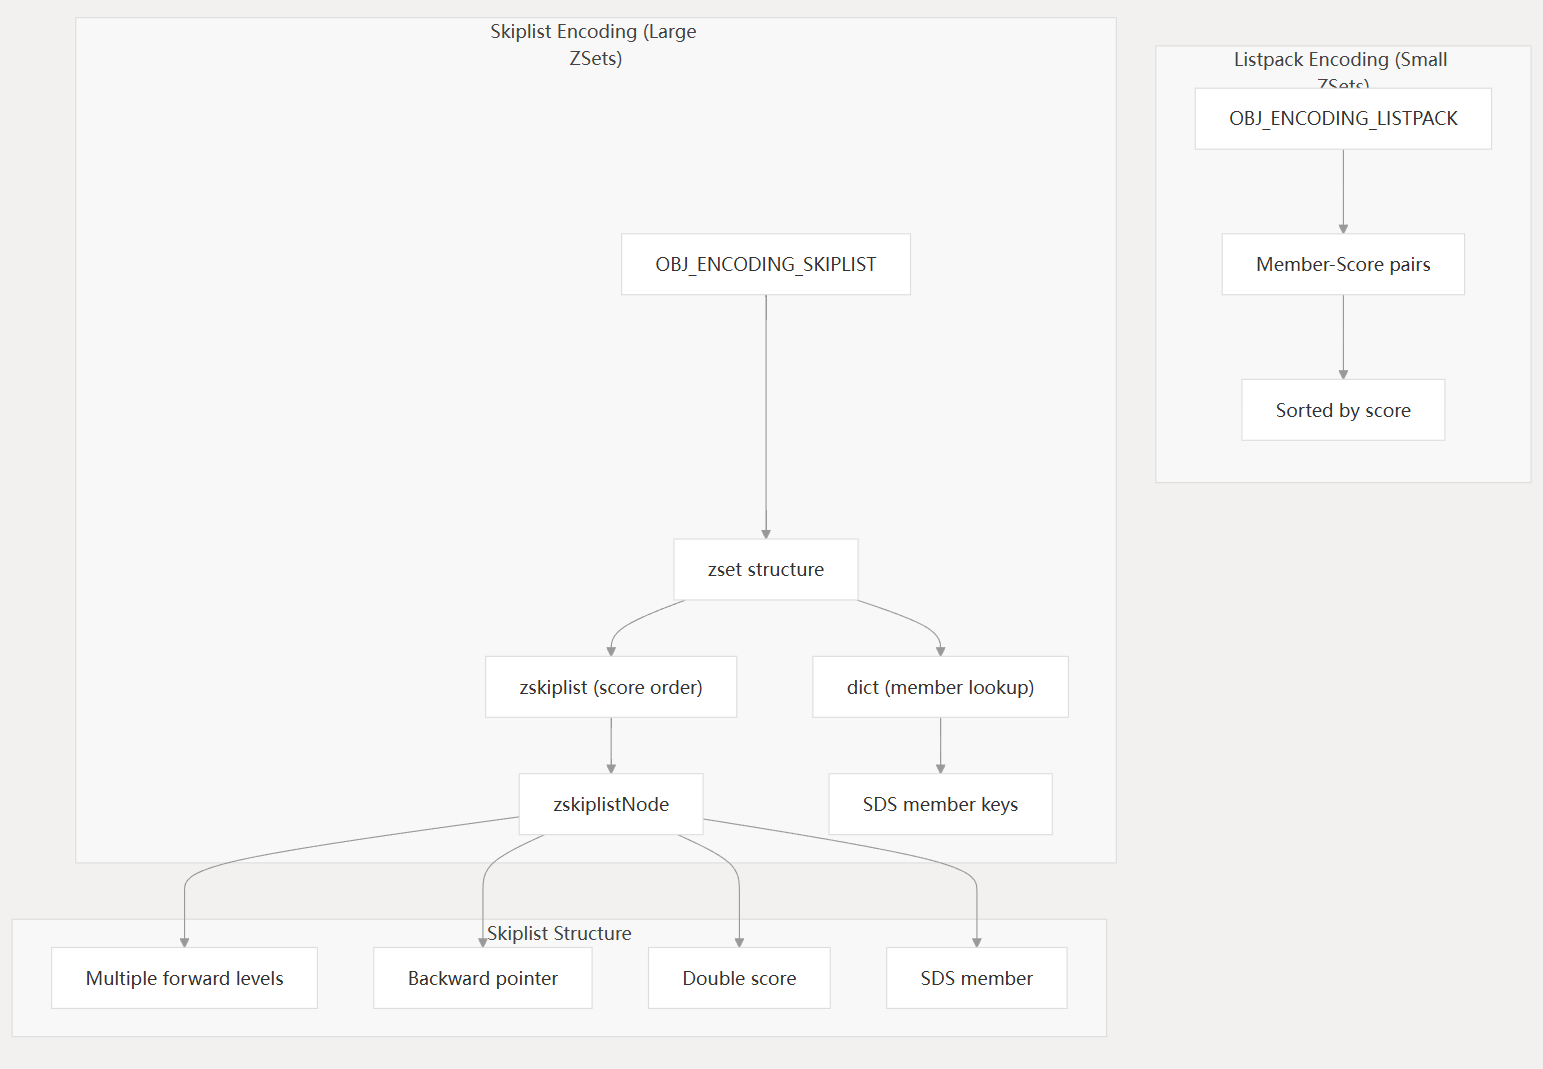 Skiplist Encoding (Large
ZSets)
OBJ_ENCODING_SKIPLIST
zset structure
zskiplist (score order)
dict (member lookup)
zskiplistNode
SDS member keys
Skiplist Structure
Multiple forward levels
Backward pointer
Double score
SDS member
Listpack Encoding (Small
ZSets)
OBJ_ENCODING_LISTPACK
Member-Score pairs
Sorted by score